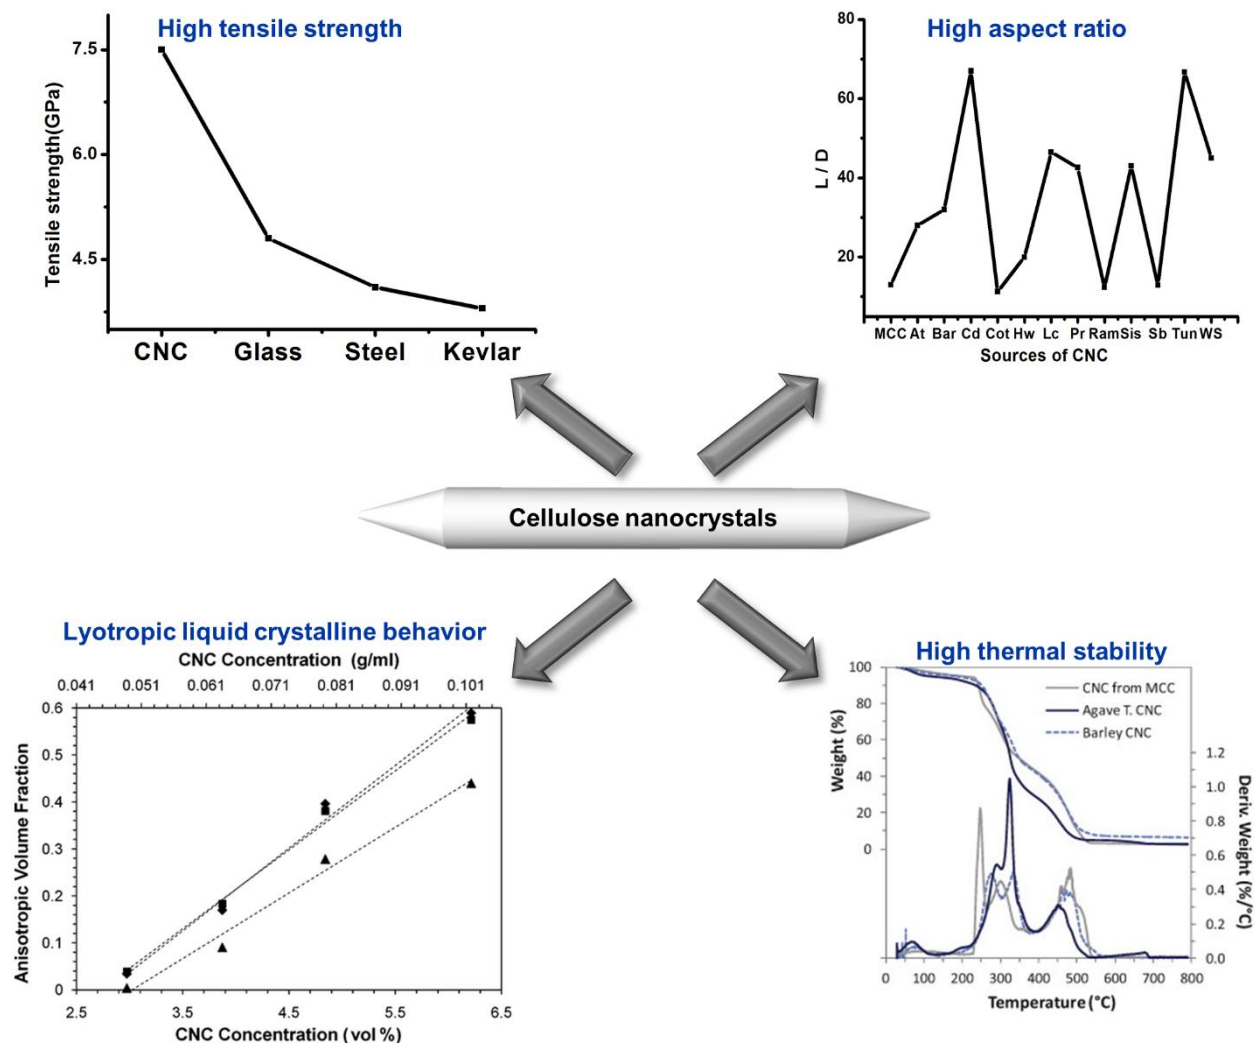 High tensile strength
7.5
6.0
4.5
Tensile strength(GPa)
CNC Glass Steel Kevlar
High aspect ratio
80
60
40
20
L / D
MCC At Bar Cd Cot Hw Lc Pr Ram Sis Sb Tun WS
Sources of CNC
Cellulose nanocrystals
Lyotropic liquid crystalline behavior
CNC Concentration (g/ml)
0.041 0.051 0.061 0.071 0.081 0.091 0.101
0.6
0.5
0.4
0.3
0.2
0.1
0
Anisotropic Volume Fraction
2.5 3.5 4.5 5.5 6.5
CNC Concentration (vol %)
High thermal stability
100
80
60
40
20
0
Weight (%)
CNC from MCC
Agave T. CNC
Barley CNC
1.2
1.0
0.8
0.6
0.4
0.2
0.0
Deriv. Weight (%/°C)
0 100 200 300 400 500 600 700 800
Temperature (°C)